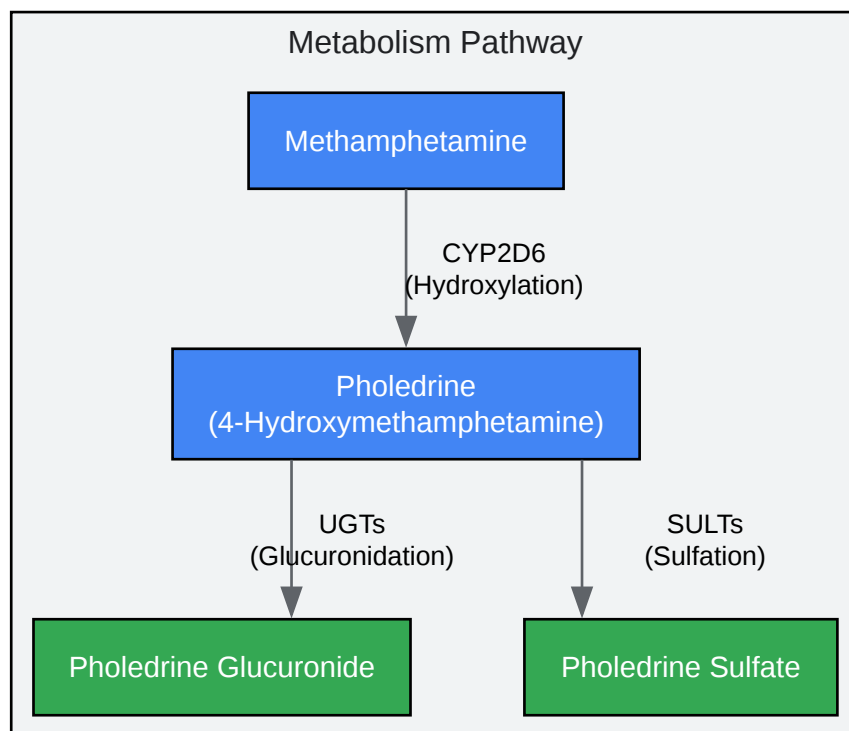 Metabolism Pathway
Methamphetamine
CYP2D6
(Hydroxylation)
Pholedrine
(4-Hydroxymethamphetamine)
UGTs
(Glucuronidation)
SULTs
(Sulfation)
Pholedrine Glucuronide
Pholedrine Sulfate